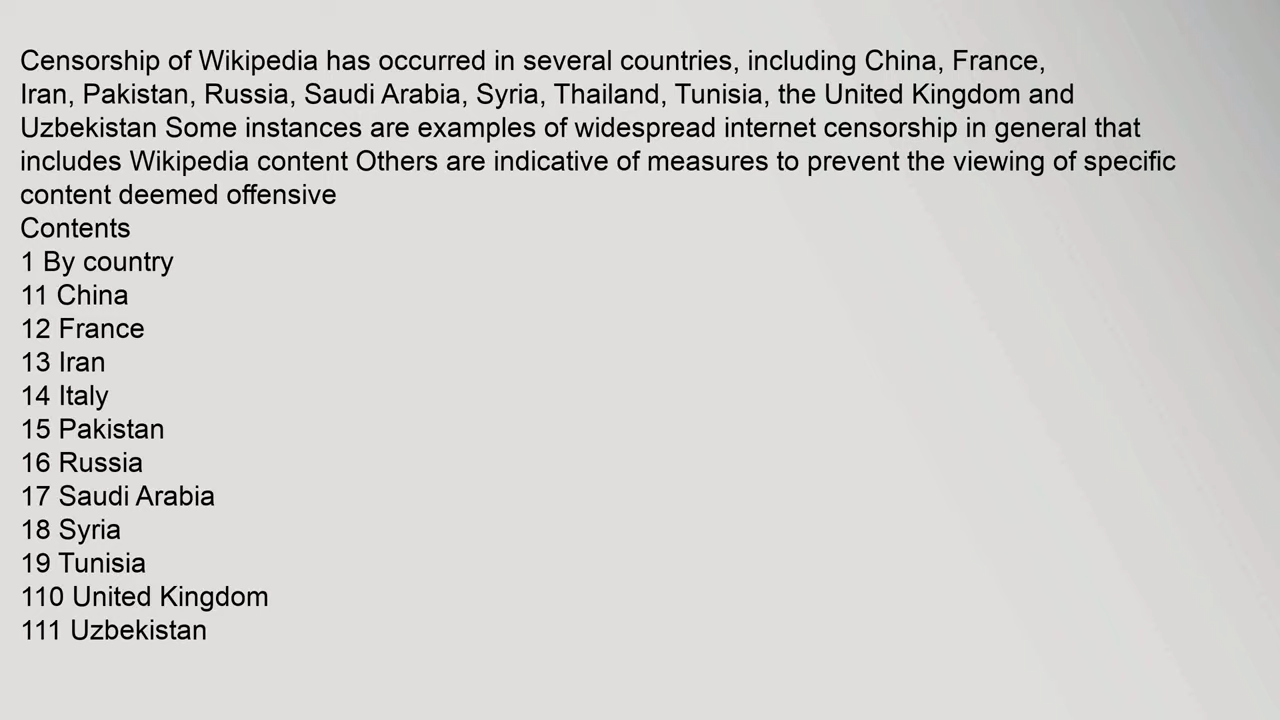 Censorship of Wikipedia has occurred in several countries, including China, France,
Iran, Pakistan, Russia, Saudi Arabia, Syria, Thailand, Tunisia, the United Kingdom and
Uzbekistan Some instances are examples of widespread internet censorship in general that
includes Wikipedia content Others are indicative of measures to prevent the viewing of specific
content deemed offensive
Contents
1 By country
11 China
12 France
13 Iran
14 Italy
15 Pakistan
16 Russia
17 Saudi Arabia
18 Syria
19 Tunisia
110 United Kingdom
111 Uzbekistan